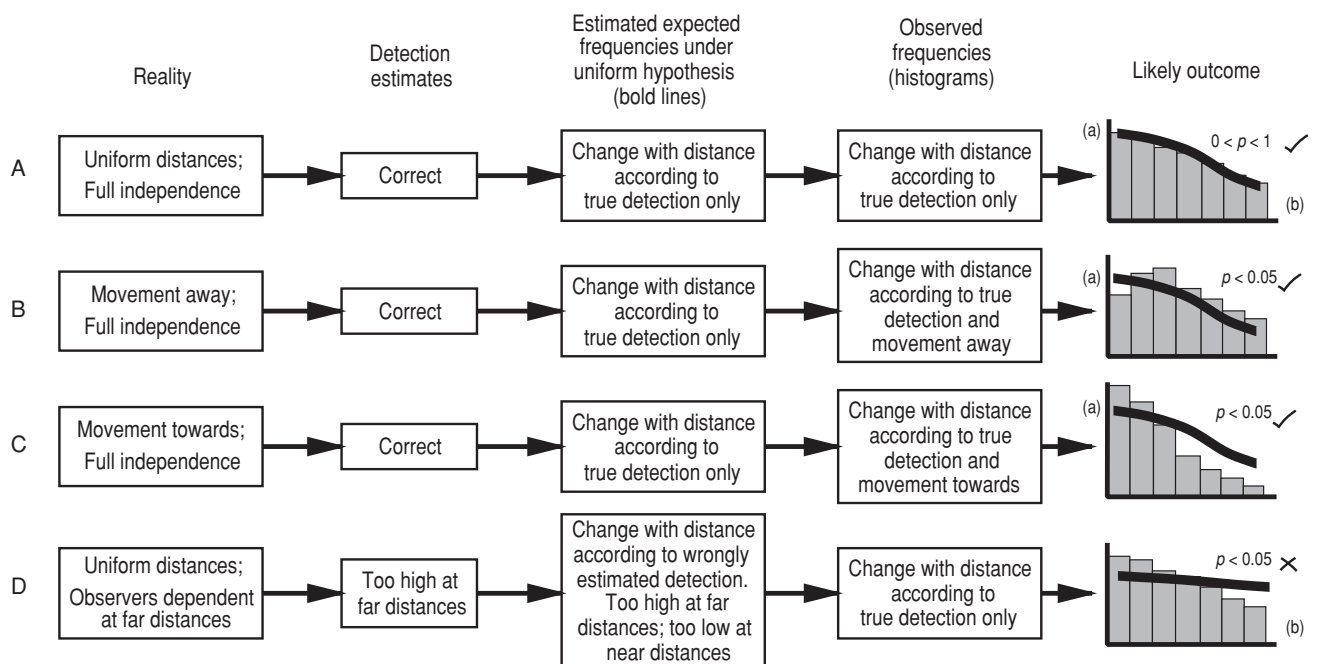 Reality
Detection
estimates
Estimated expected
frequencies under
uniform hypothesis
(bold lines)
Observed
frequencies
(histograms)
Likely outcome
A
Uniform distances;
Full independence
Correct
Change with distance
according to
true detection only
Change with distance
according to
true detection only
(a)
0 < p < 1 ✓
(b)
B
Movement away;
Full independence
Correct
Change with distance
according to
true detection only
Change with distance
according to true
detection and
movement away
(a)
p < 0.05 ✓
C
Movement towards;
Full independence
Correct
Change with distance
according to
true detection only
Change with distance
according to true
detection and
movement towards
(a)
p < 0.05 ✓
D
Uniform distances;
Observers dependent
at far distances
Too high at
far distances
Change with distance
according to wrongly
estimated detection.
Too high at far
distances; too low at
near distances
Change with distance
according to
true detection only
p < 0.05 ×
(b)